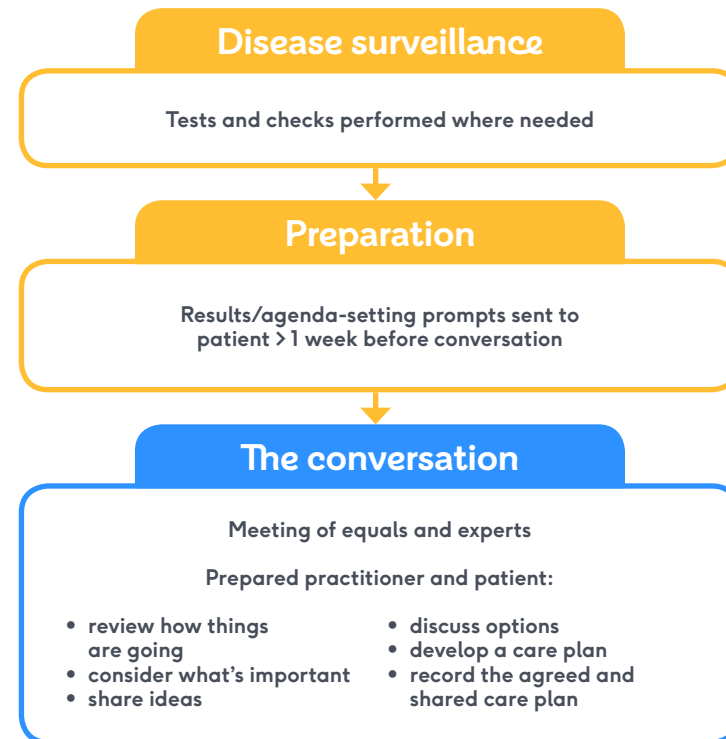 Disease surveillance
Tests and checks performed where needed
Preparation
Results/agenda-setting prompts sent to
patient > 1 week before conversation
The conversation
Meeting of equals and experts
Prepared practitioner and patient:
• review how things
are going
• consider what’s important
• share ideas
• discuss options
• develop a care plan
• record the agreed and
shared care plan